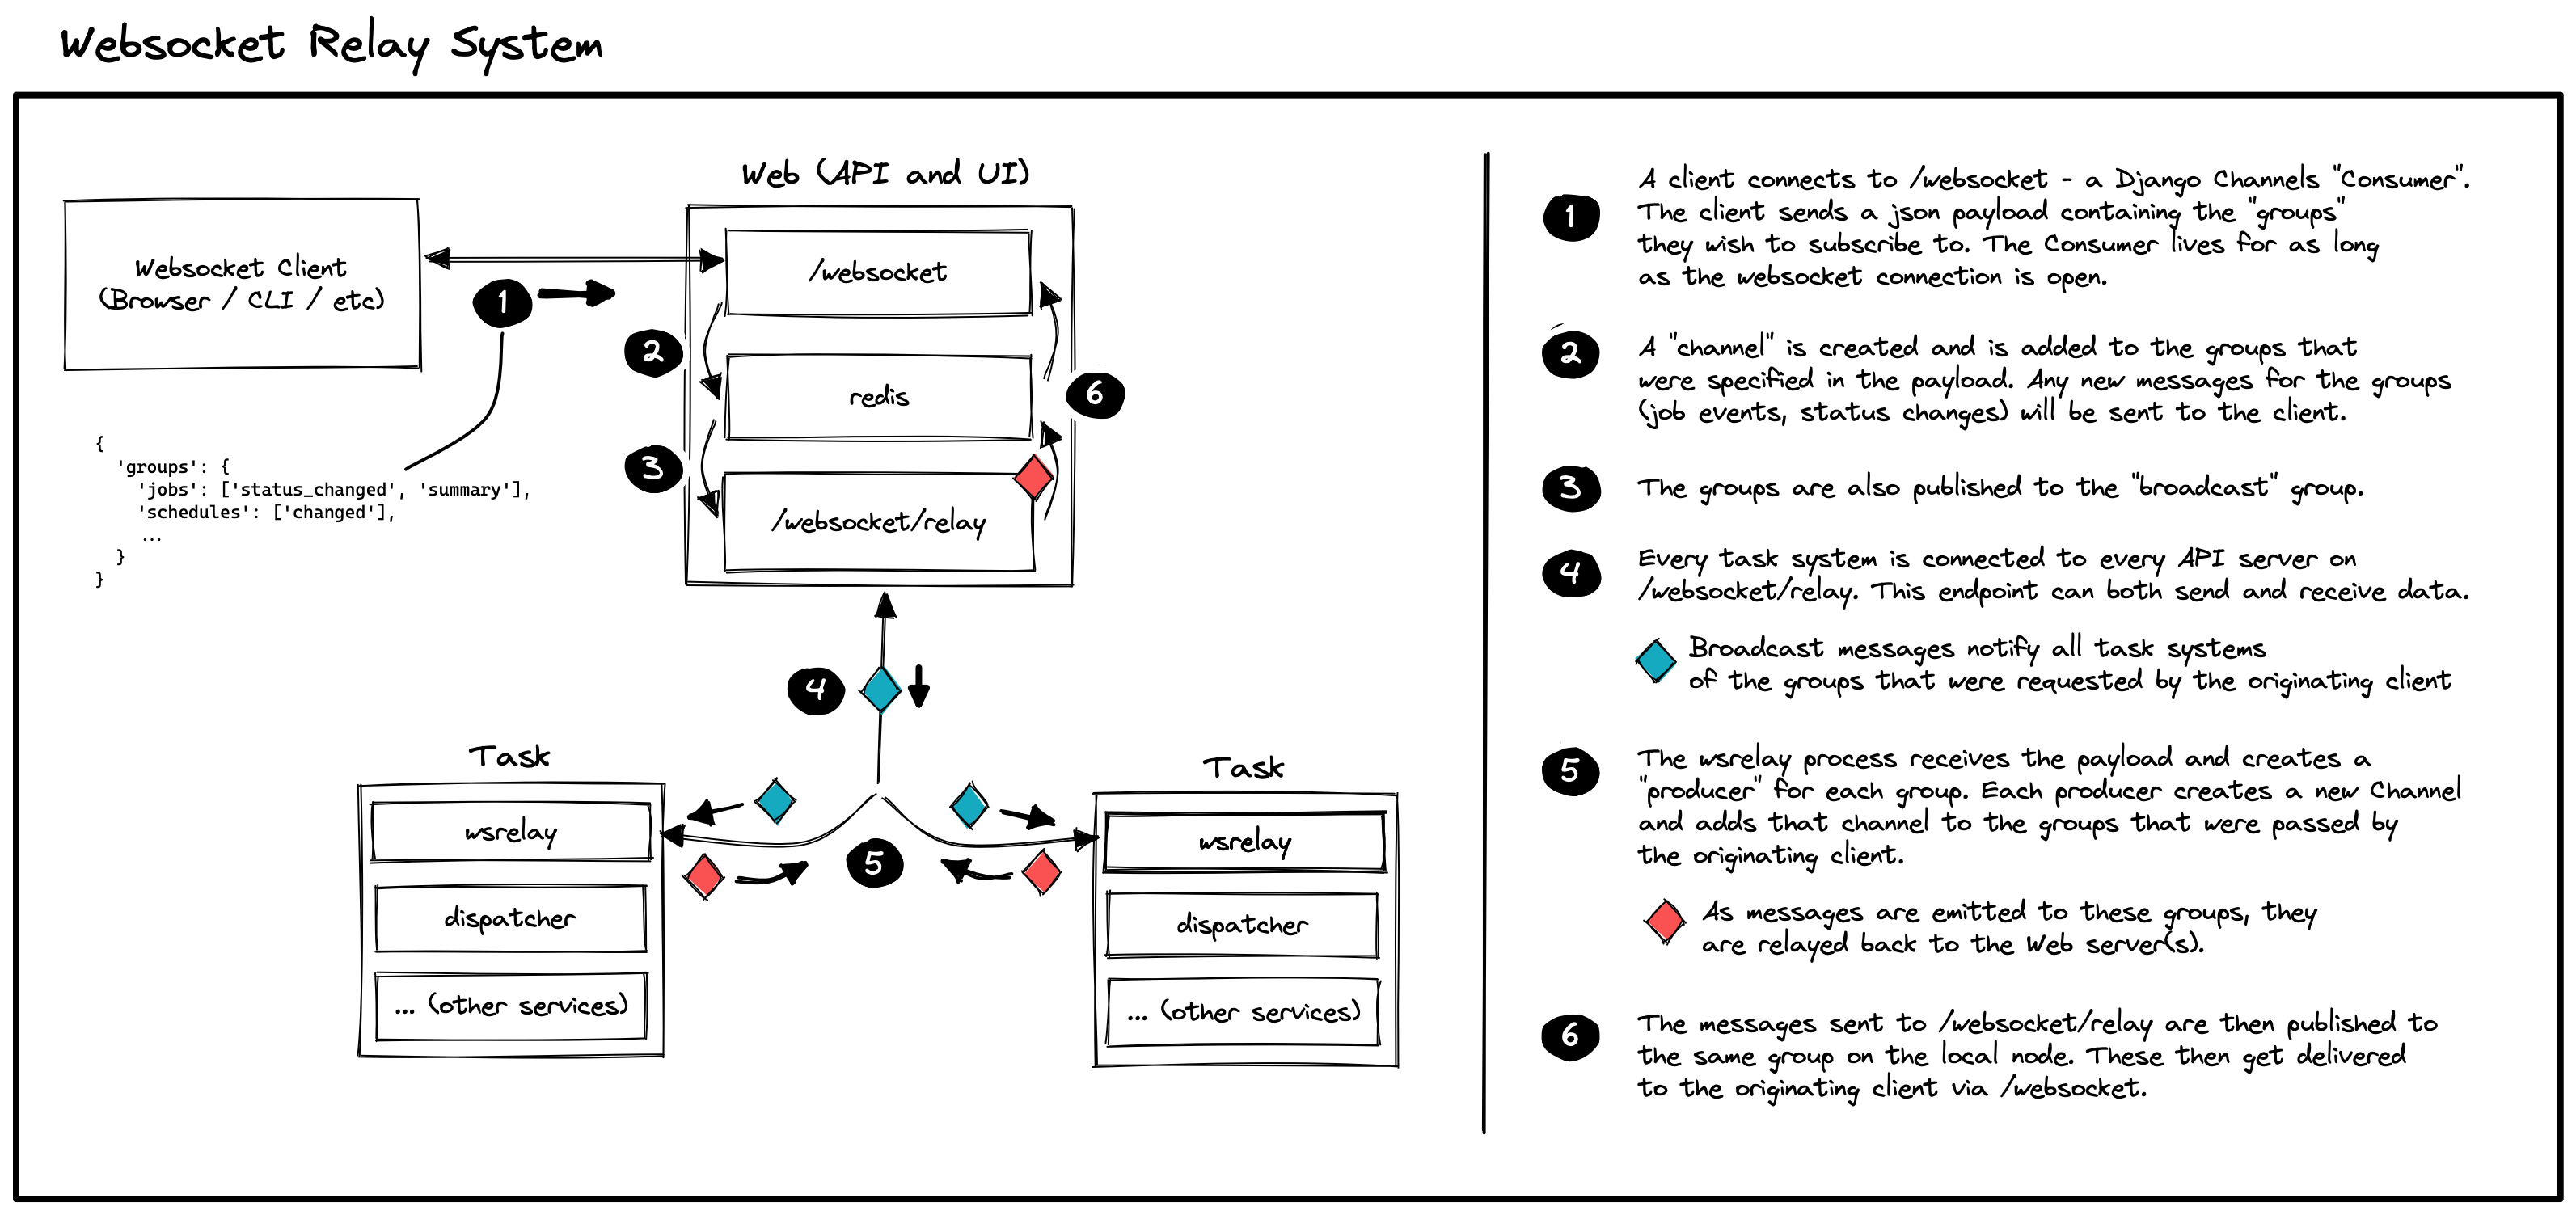 Websocket Relay System
Web (API and UI)
Websocket Client
(Browser / CLI / etc)
1
/websocket
2
redis
6
3
/websocket/relay
{
'groups': {
'jobs': ['status_changed', 'summary'],
'schedules': ['changed'],
...
}
}
4
Task
wsrelay
dispatcher
... (other services)
5
Task
wsrelay
dispatcher
... (other services)
1
A client connects to /websocket - a Django Channels "Consumer".
The client sends a json payload containing the "groups"
they wish to subscribe to. The Consumer lives for as long
as the websocket connection is open.
2
A "channel" is created and is added to the groups that
were specified in the payload. Any new messages for the groups
(job events, status changes) will be sent to the client.
3
The groups are also published to the "broadcast" group.
4
Every task system is connected to every API server on
/websocket/relay. This endpoint can both send and receive data.
Broadcast messages notify all task systems
of the groups that were requested by the originating client
5
The wsrelay process receives the payload and creates a
"producer" for each group. Each producer creates a new Channel
and adds that channel to the groups that were passed by
the originating client.
As messages are emitted to these groups, they
are relayed back to the Web server(s).
6
The messages sent to /websocket/relay are then published to
the same group on the local node. These then get delivered
to the originating client via /websocket.